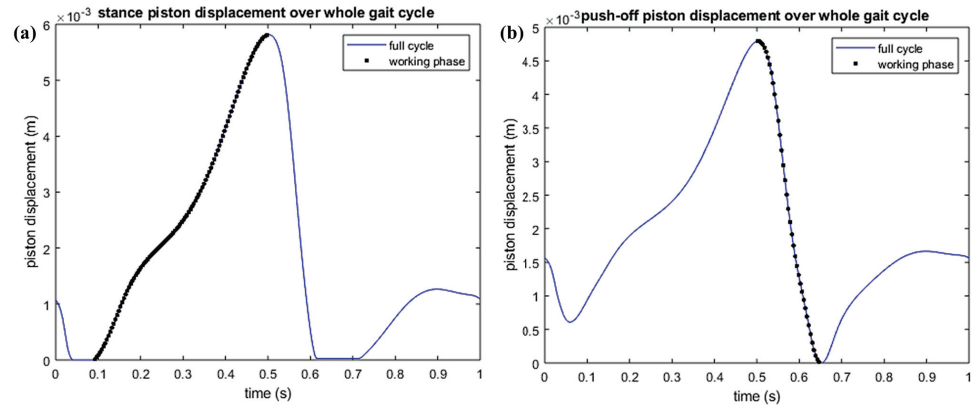 (a)
×10⁻³ stance piston displacement over whole gait cycle
full cycle
working phase
piston displacement (m)
6
5
4
3
2
1
0
0 0.1 0.2 0.3 0.4 0.5 0.6 0.7 0.8 0.9 1
time (s)
(b)
×10⁻³ push-off piston displacement over whole gait cycle
full cycle
working phase
piston displacement (m)
5
4.5
4
3.5
3
2.5
2
1.5
1
0.5
0
0 0.1 0.2 0.3 0.4 0.5 0.6 0.7 0.8 0.9 1
time (s)